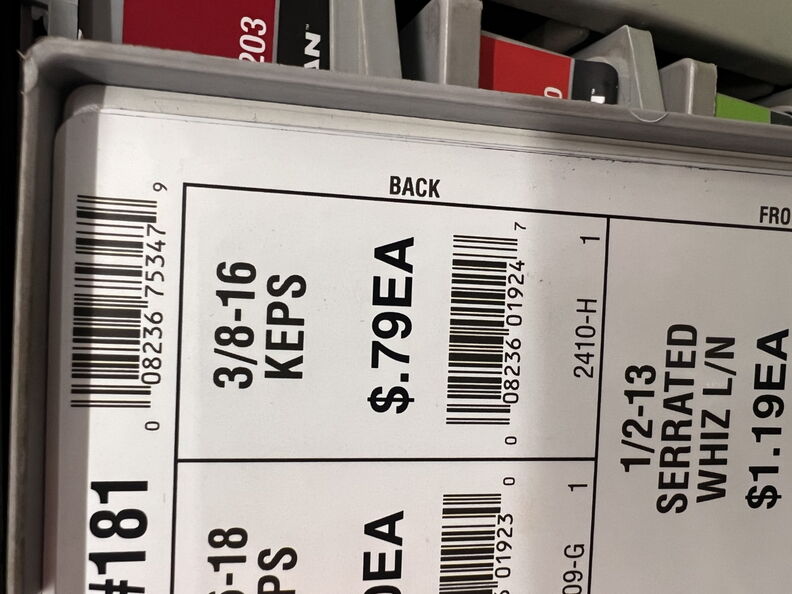 203
BACK
FRO
0 08236 75347 9
#181
3/8-16
KEPS
$.79EA
0 08236 01924 7
2410-H 1
1/2-13
SERRATED
WHIZ L/N
$1.19EA
-18
PS
0EA
01923 0
09-G 1